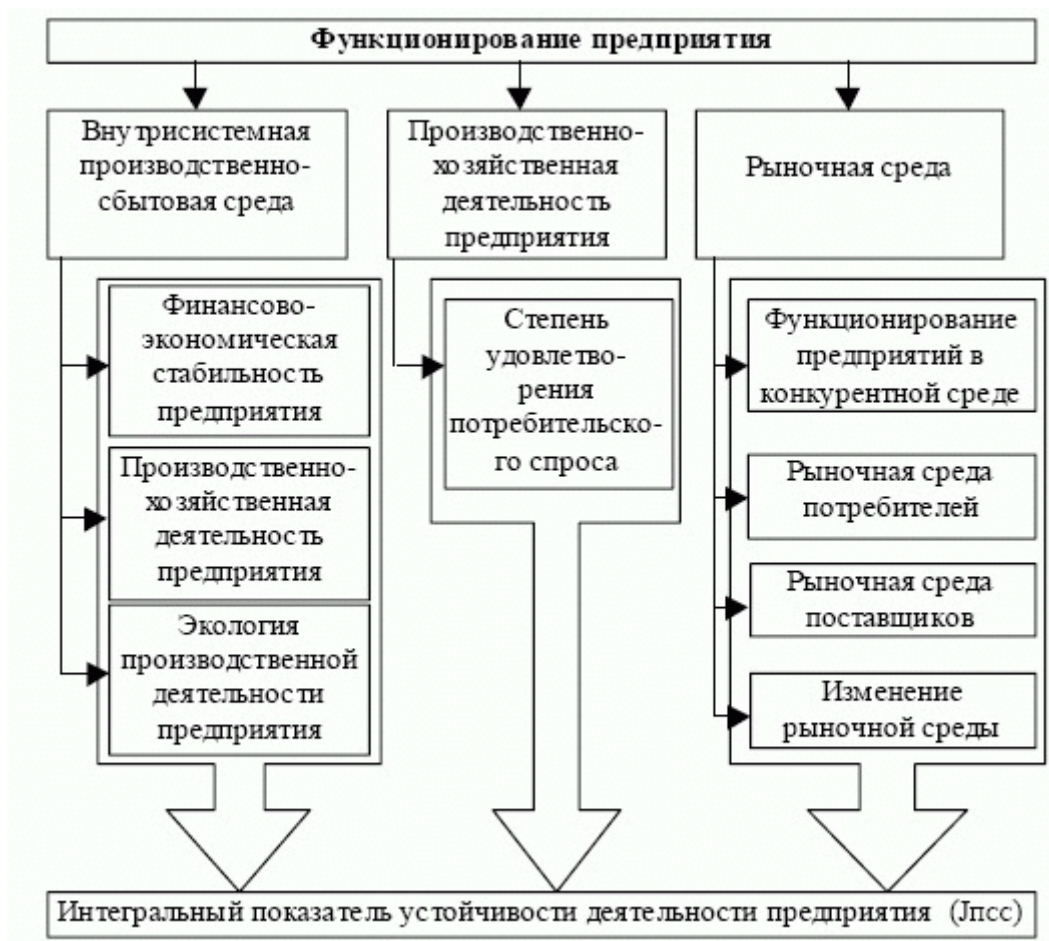 Функционирование предприятия
Внутрисистемная
производственно-
сбытовая среда
Производственно-
хозяйственная
деятельность
предприятия
Рыночная среда
Финансово-
экономическая
стабильность
предприятия
Производственно-
хозяйственная
деятельность
предприятия
Экология
производственной
деятельности
предприятия
Степень
удовлетво-
рения
потребительско-
го спроса
Функционирование
предприятий в
конкурентной среде
Рыночная среда
потребителей
Рыночная среда
поставщиков
Изменение
рыночной среды
Интегральный показатель устойчивости деятельности предприятия (Jпсс)